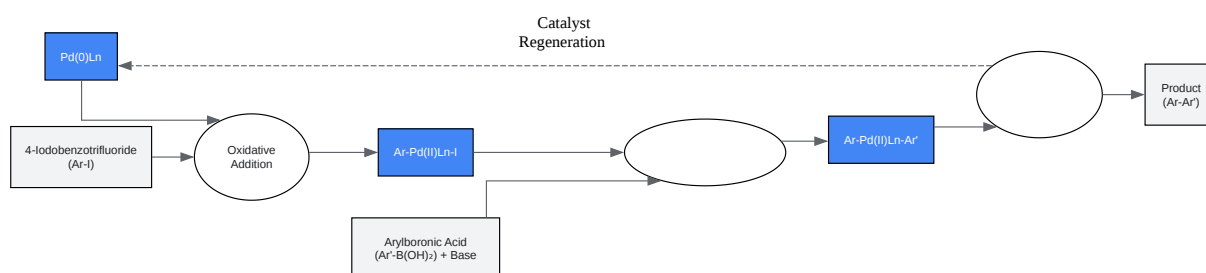 Catalyst
Regeneration
Pd(0)Ln
4-Iodobenzotrifluoride
(Ar-I)
Oxidative
Addition
Ar-Pd(II)Ln-I
Arylboronic Acid
(Ar'-B(OH)₂) + Base
Ar-Pd(II)Ln-Ar'
Product
(Ar-Ar')